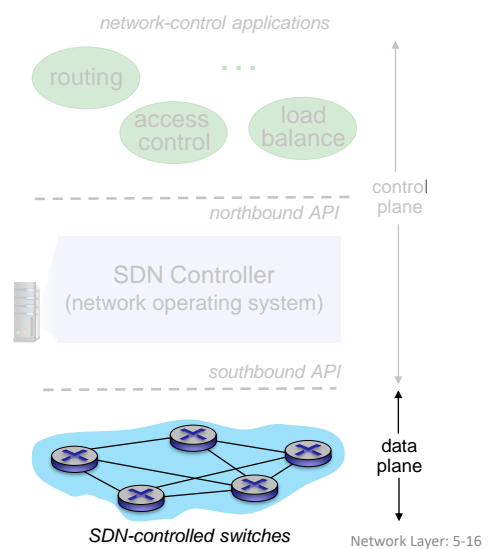 network-control applications
routing
...
access
control
load
balance
control
plane
northbound API
SDN Controller
(network operating system)
southbound API
data
plane
SDN-controlled switches
Network Layer: 5-16